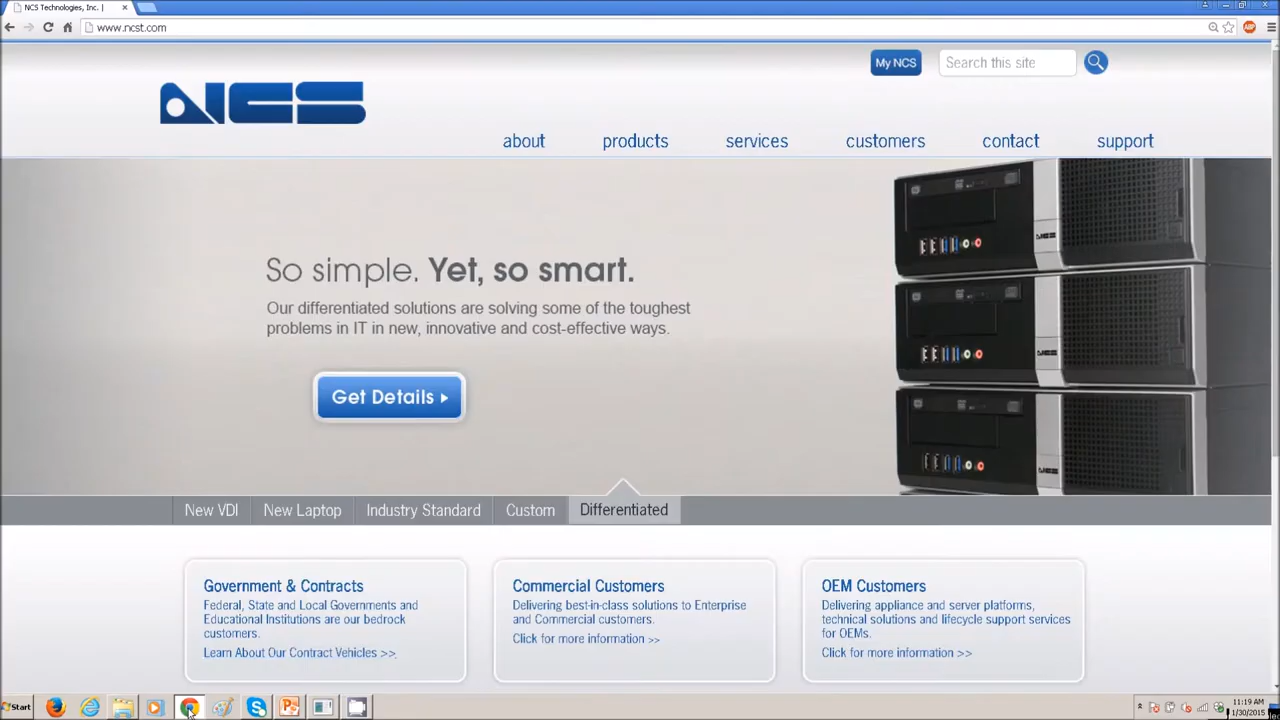 NCS Technologies, Inc. |
www.ncst.com
My NCS
Search this site
NCS
about products services customers contact support
So simple. Yet, so smart.
Our differentiated solutions are solving some of the toughest
problems in IT in new, innovative and cost-effective ways.
Get Details
New VDI New Laptop Industry Standard Custom Differentiated
Government & Contracts
Federal, State and Local Governments and
Educational Institutions are our bedrock
customers.
Learn About Our Contract Vehicles >>
Commercial Customers
Delivering best-in-class solutions to Enterprise
and Commercial customers.
Click for more information >>
OEM Customers
Delivering appliance and server platforms,
technical solutions and lifecycle support services
for OEMs.
Click for more information >>
Start
11:19 AM
1/30/2015